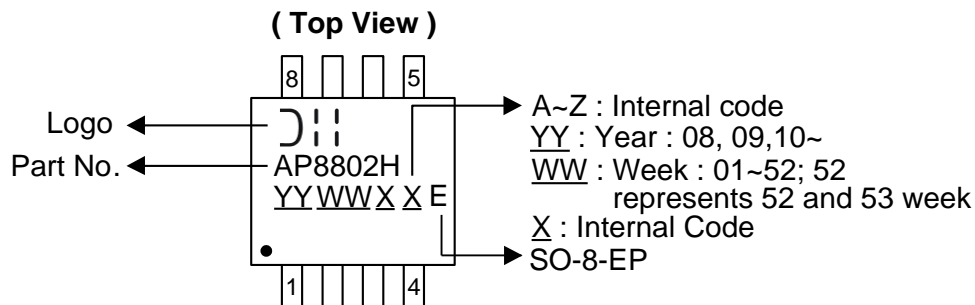 ( Top View )
8 5
Logo
Part No.
AP8802H
YY WW X X E
1 4
A~Z : Internal code
YY : Year : 08, 09,10~
WW : Week : 01~52; 52
represents 52 and 53 week
X : Internal Code
SO-8-EP